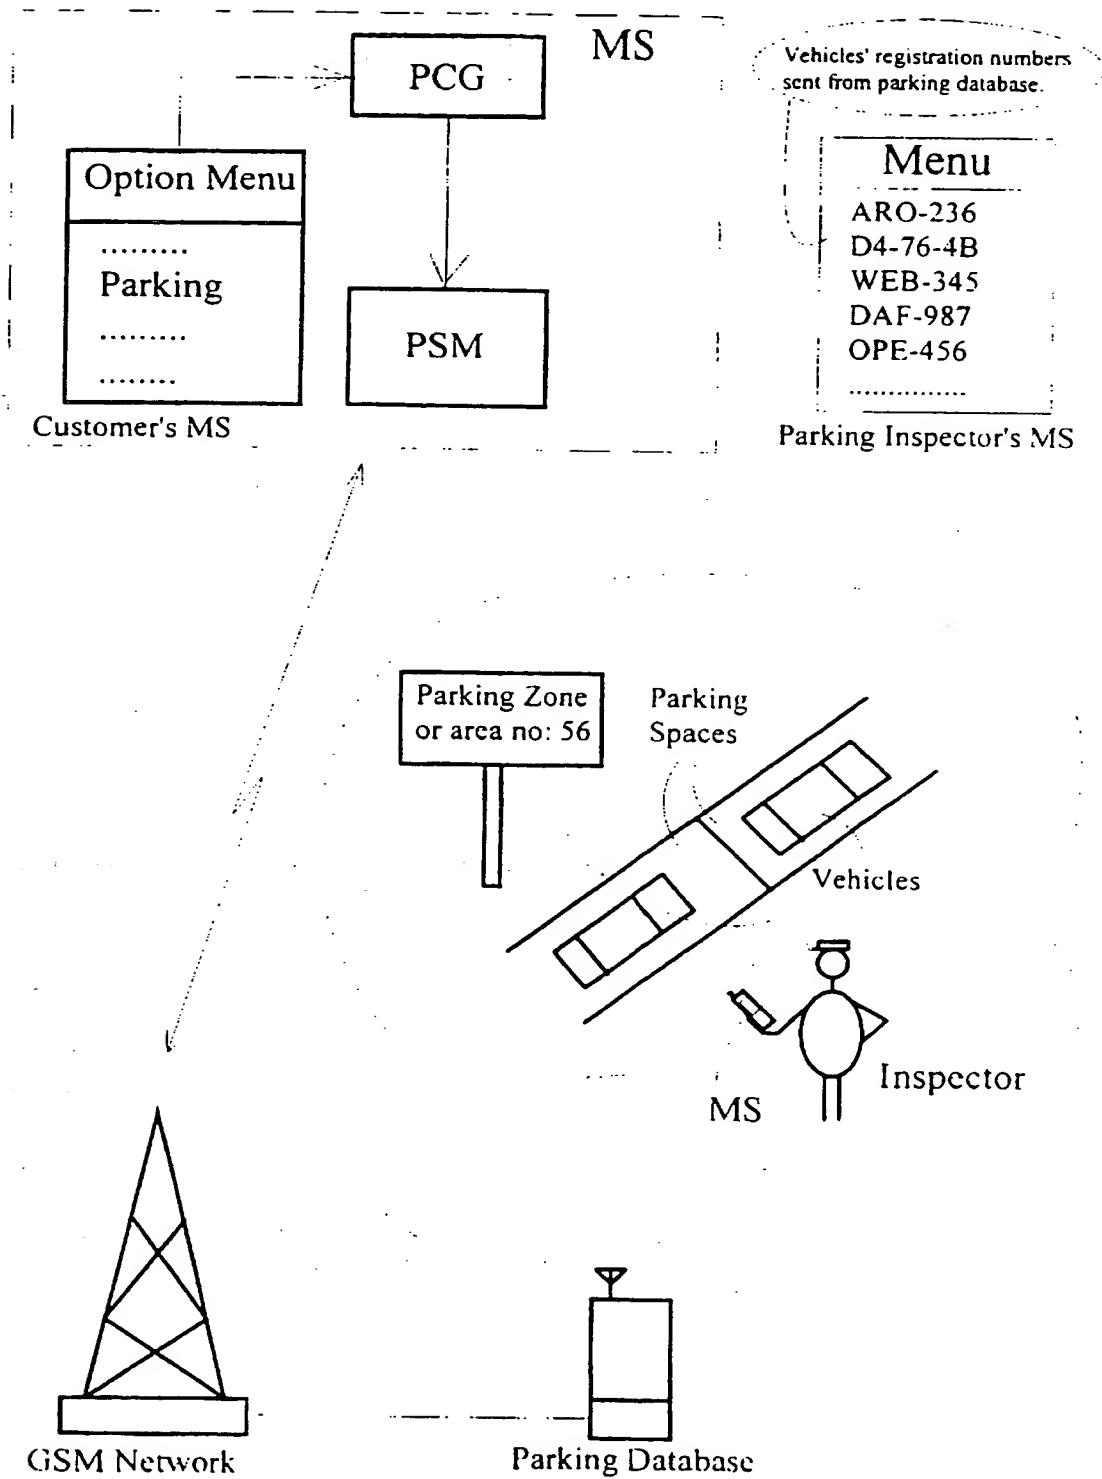 MS
PCG
Option Menu
.........
Parking
.........
........
PSM
Customer's MS
Vehicles' registration numbers
sent from parking database.
Menu
ARO-236
D4-76-4B
WEB-345
DAF-987
OPE-456
..............
Parking Inspector's MS
Parking Zone
or area no: 56
Parking
Spaces
Vehicles
Inspector
MS
GSM Network
Parking Database